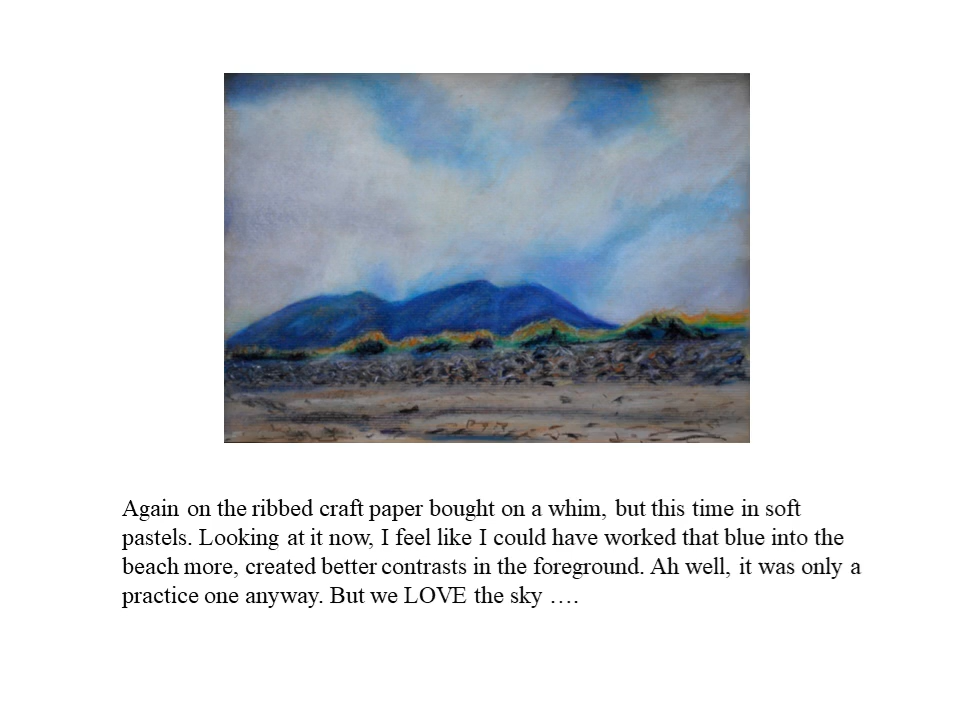 Again on the ribbed craft paper bought on a whim, but this time in soft
pastels. Looking at it now, I feel like I could have worked that blue into the
beach more, created better contrasts in the foreground. Ah well, it was only a
practice one anyway. But we LOVE the sky ….